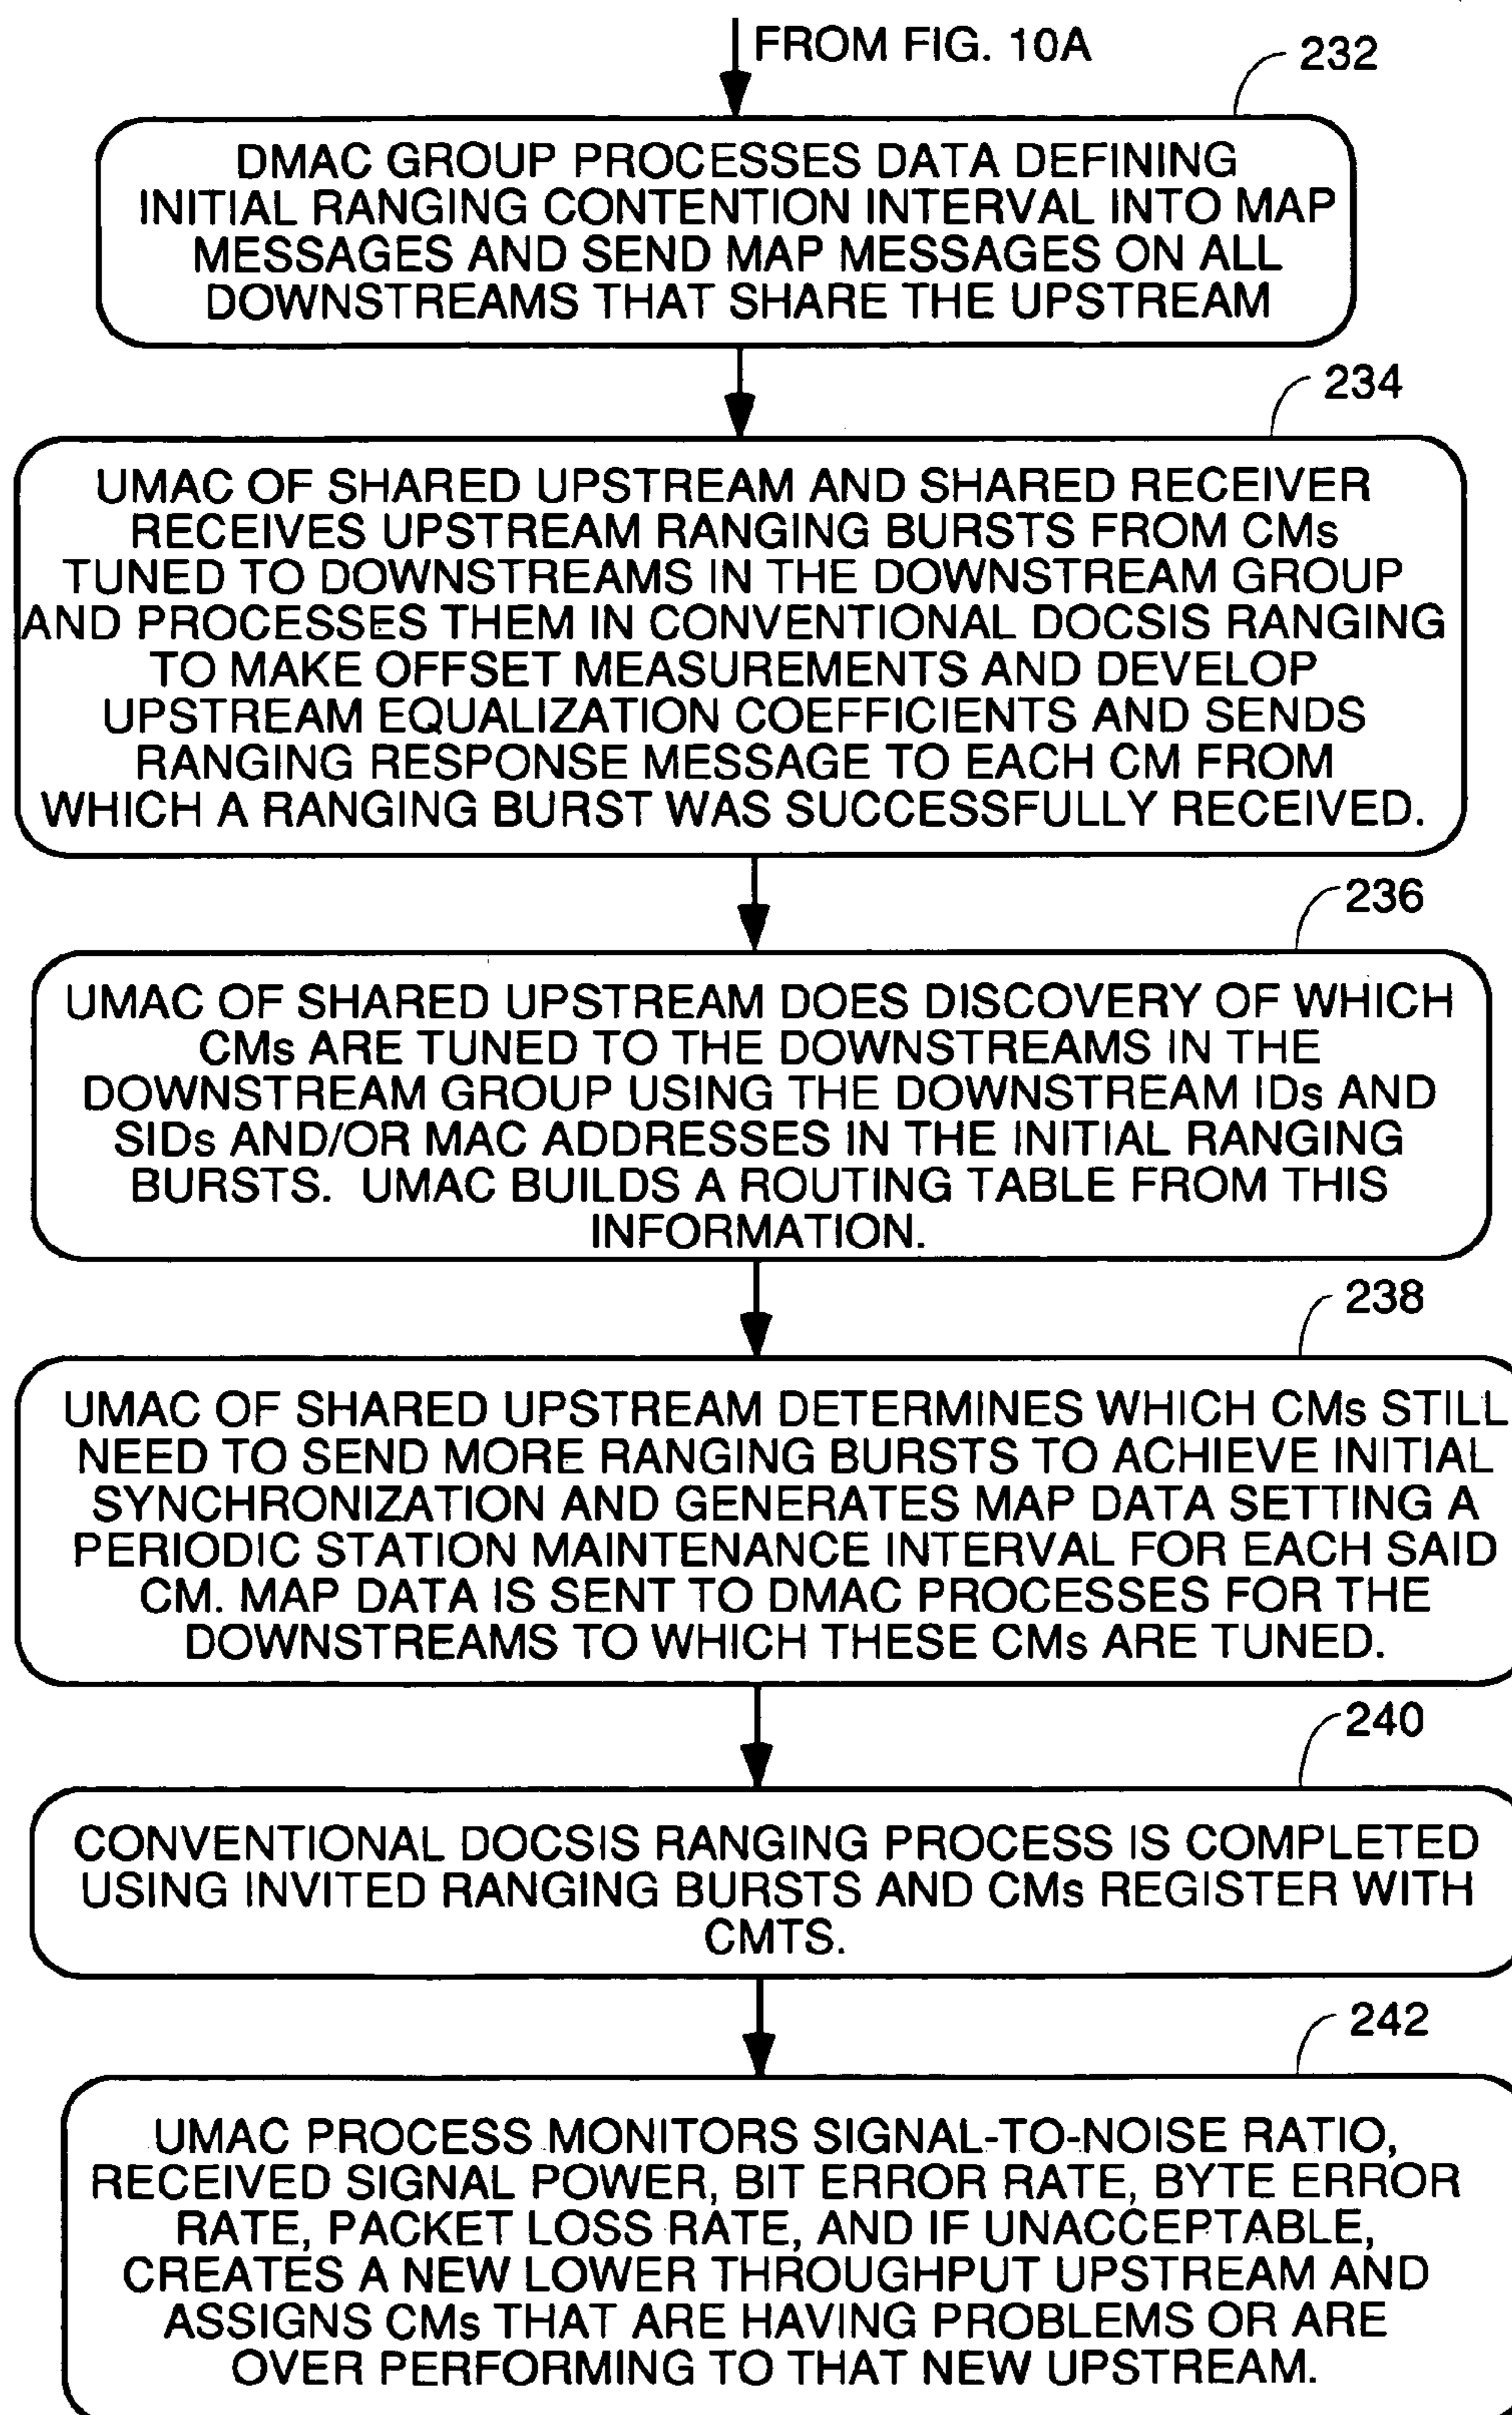 FROM FIG. 10A
232
DMAC GROUP PROCESSES DATA DEFINING
INITIAL RANGING CONTENTION INTERVAL INTO MAP
MESSAGES AND SEND MAP MESSAGES ON ALL
DOWNSTREAMS THAT SHARE THE UPSTREAM
234
UMAC OF SHARED UPSTREAM AND SHARED RECEIVER
RECEIVES UPSTREAM RANGING BURSTS FROM CMs
TUNED TO DOWNSTREAMS IN THE DOWNSTREAM GROUP
AND PROCESSES THEM IN CONVENTIONAL DOCSIS RANGING
TO MAKE OFFSET MEASUREMENTS AND DEVELOP
UPSTREAM EQUALIZATION COEFFICIENTS AND SENDS
RANGING RESPONSE MESSAGE TO EACH CM FROM
WHICH A RANGING BURST WAS SUCCESSFULLY RECEIVED.
236
UMAC OF SHARED UPSTREAM DOES DISCOVERY OF WHICH
CMs ARE TUNED TO THE DOWNSTREAMS IN THE
DOWNSTREAM GROUP USING THE DOWNSTREAM IDs AND
SIDs AND/OR MAC ADDRESSES IN THE INITIAL RANGING
BURSTS. UMAC BUILDS A ROUTING TABLE FROM THIS
INFORMATION.
238
UMAC OF SHARED UPSTREAM DETERMINES WHICH CMs STILL
NEED TO SEND MORE RANGING BURSTS TO ACHIEVE INITIAL
SYNCHRONIZATION AND GENERATES MAP DATA SETTING A
PERIODIC STATION MAINTENANCE INTERVAL FOR EACH SAID
CM. MAP DATA IS SENT TO DMAC PROCESSES FOR THE
DOWNSTREAMS TO WHICH THESE CMs ARE TUNED.
240
CONVENTIONAL DOCSIS RANGING PROCESS IS COMPLETED
USING INVITED RANGING BURSTS AND CMs REGISTER WITH
CMTS.
242
UMAC PROCESS MONITORS SIGNAL-TO-NOISE RATIO,
RECEIVED SIGNAL POWER, BIT ERROR RATE, BYTE ERROR
RATE, PACKET LOSS RATE, AND IF UNACCEPTABLE,
CREATES A NEW LOWER THROUGHPUT UPSTREAM AND
ASSIGNS CMs THAT ARE HAVING PROBLEMS OR ARE
OVER PERFORMING TO THAT NEW UPSTREAM.